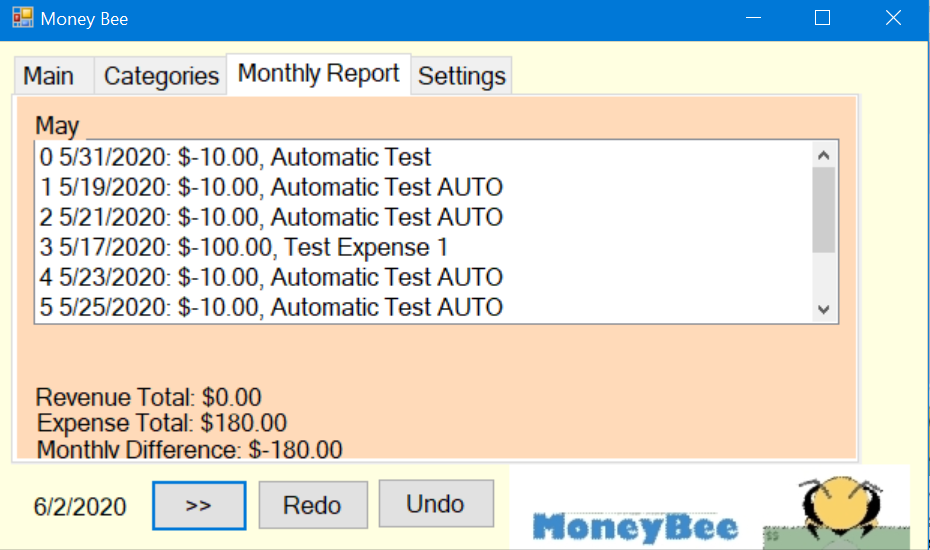 Money Bee
Main Categories Monthly Report Settings
May
0 5/31/2020: $-10.00, Automatic Test
1 5/19/2020: $-10.00, Automatic Test AUTO
2 5/21/2020: $-10.00, Automatic Test AUTO
3 5/17/2020: $-100.00, Test Expense 1
4 5/23/2020: $-10.00, Automatic Test AUTO
5 5/25/2020: $-10.00, Automatic Test AUTO
Revenue Total: $0.00
Expense Total: $180.00
Monthly Difference: $-180.00
6/2/2020 >> Redo Undo
MoneyBee
$$